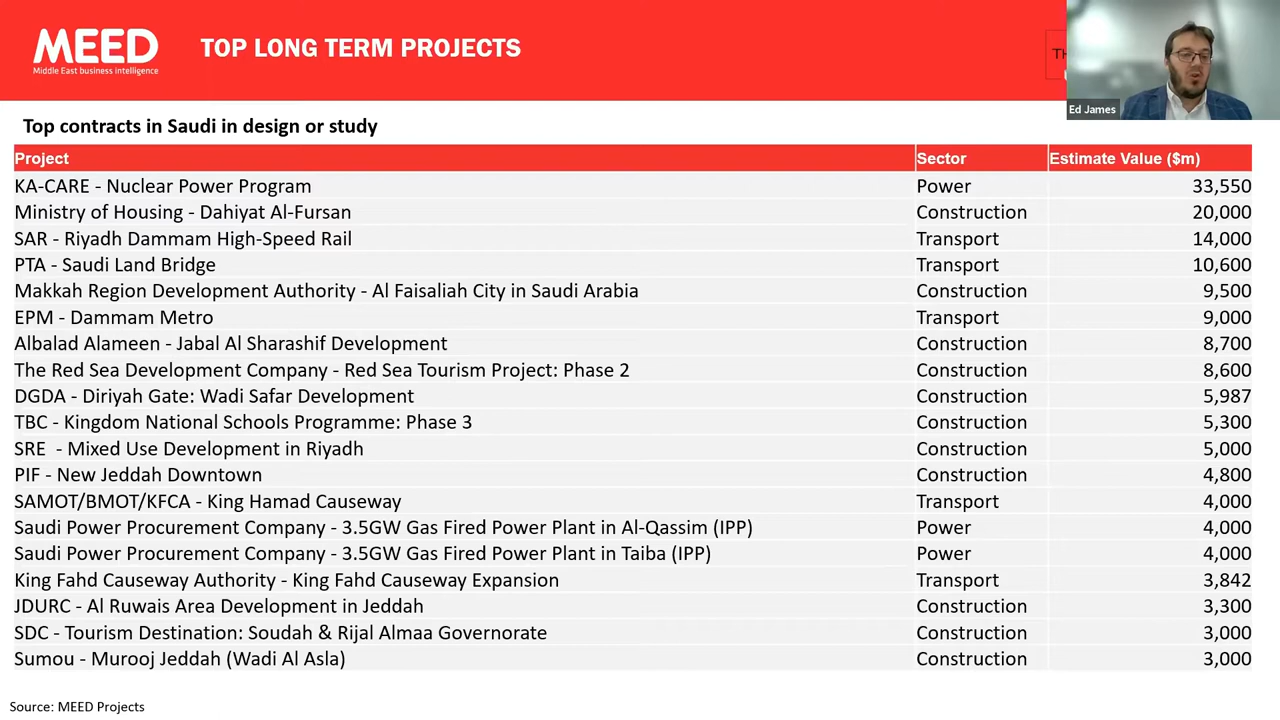 MEED
Middle East business intelligence
TOP LONG TERM PROJECTS
TH
Ed James
Top contracts in Saudi in design or study
Project Sector Estimate Value ($m)
KA-CARE - Nuclear Power Program Power 33,550
Ministry of Housing - Dahiyat Al-Fursan Construction 20,000
SAR - Riyadh Dammam High-Speed Rail Transport 14,000
PTA - Saudi Land Bridge Transport 10,600
Makkah Region Development Authority - Al Faisaliah City in Saudi Arabia Construction 9,500
EPM - Dammam Metro Transport 9,000
Albalad Alameen - Jabal Al Sharashif Development Construction 8,700
The Red Sea Development Company - Red Sea Tourism Project: Phase 2 Construction 8,600
DGDA - Diriyah Gate: Wadi Safar Development Construction 5,987
TBC - Kingdom National Schools Programme: Phase 3 Construction 5,300
SRE - Mixed Use Development in Riyadh Construction 5,000
PIF - New Jeddah Downtown Construction 4,800
SAMOT/BMOT/KFCA - King Hamad Causeway Transport 4,000
Saudi Power Procurement Company - 3.5GW Gas Fired Power Plant in Al-Qassim (IPP) Power 4,000
Saudi Power Procurement Company - 3.5GW Gas Fired Power Plant in Taiba (IPP) Power 4,000
King Fahd Causeway Authority - King Fahd Causeway Expansion Transport 3,842
JDURC - Al Ruwais Area Development in Jeddah Construction 3,300
SDC - Tourism Destination: Soudah & Rijal Almaa Governorate Construction 3,000
Sumou - Murooj Jeddah (Wadi Al Asla) Construction 3,000
Source: MEED Projects